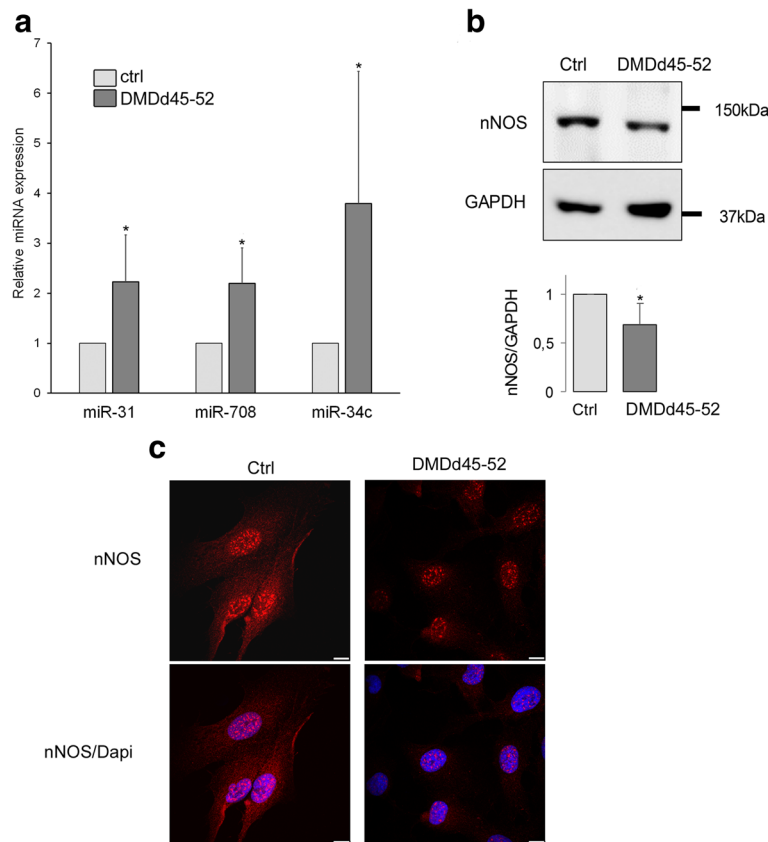 a
7
6
5
4
3
2
1
0
Relative miRNA expression
ctrl
DMDd45-52
*
*
*
miR-31 miR-708 miR-34c
b
Ctrl DMDd45-52
nNOS
150kDa
GAPDH
37kDa
nNOS/GAPDH
1
0,5
*
Ctrl DMDd45-52
c
Ctrl DMDd45-52
nNOS
nNOS/Dapi